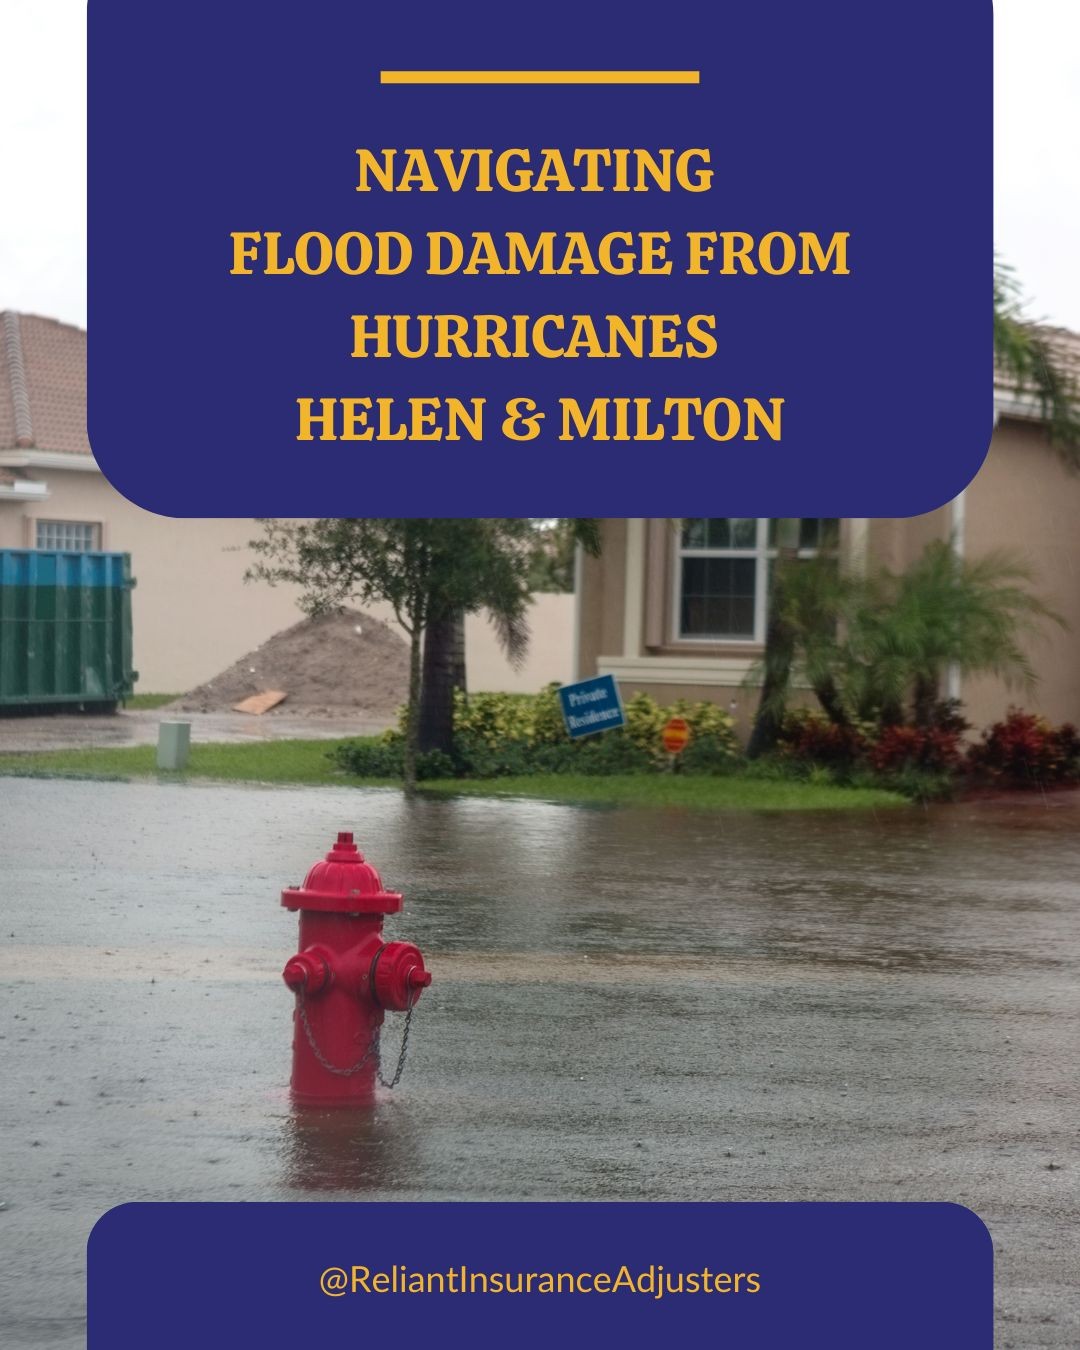 NAVIGATING
FLOOD DAMAGE FROM
HURRICANES
HELEN & MILTON
Private
Residence
@ReliantInsuranceAdjusters